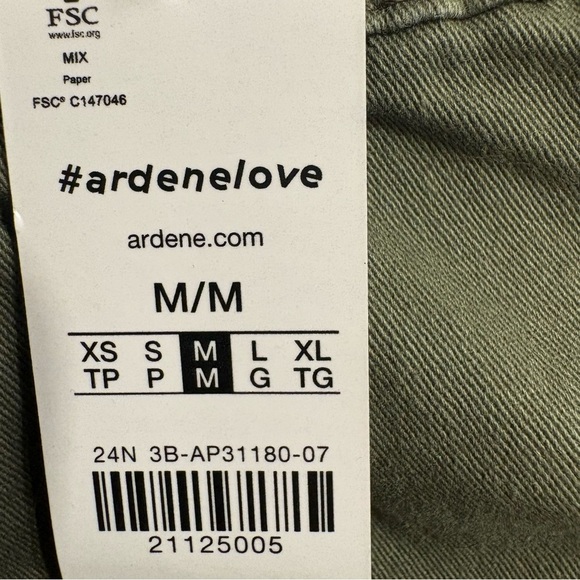 FSC
www.fsc.org
MIX
Paper
FSC® C147046
#ardenelove
ardene.com
M/M
XS S M L XL
TP P M G TG
24N 3B-AP31180-07
21125005